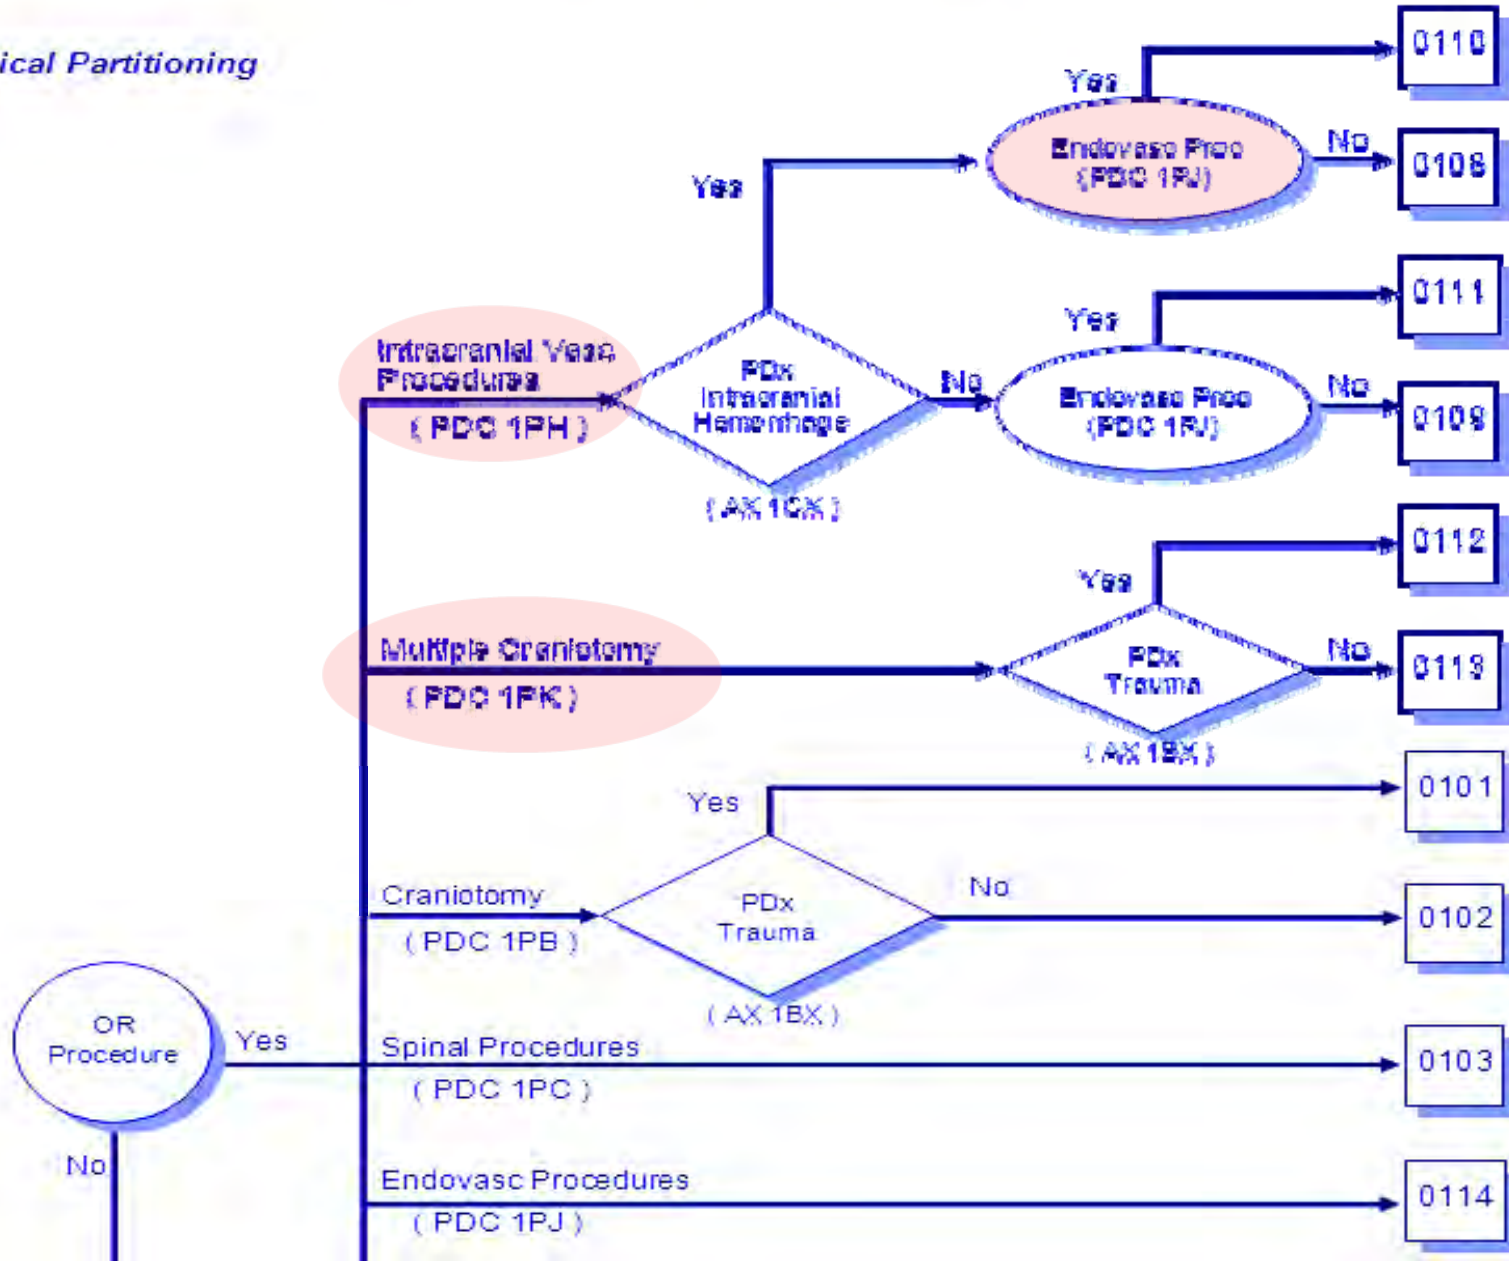 ical Partitioning
Yes
0110
Endovasc Proc
(PDC 1PJ)
No
0108
Yes
Yes
0111
Intracranial Vasc
Procedures
(PDC 1PH)
PDx
Intracranial
Hemorrhage
(AX 1CX)
No
Endovasc Proc
(PDC 1PJ)
No
0109
Yes
0112
Multiple Craniotomy
(PDC 1PK)
PDx
Trauma
(AX 1BX)
No
0113
Yes
0101
Craniotomy
(PDC 1PB)
PDx
Trauma
(AX 1BX)
No
0102
OR
Procedure
Yes
Spinal Procedures
(PDC 1PC)
0103
No
Endovasc Procedures
(PDC 1PJ)
0114